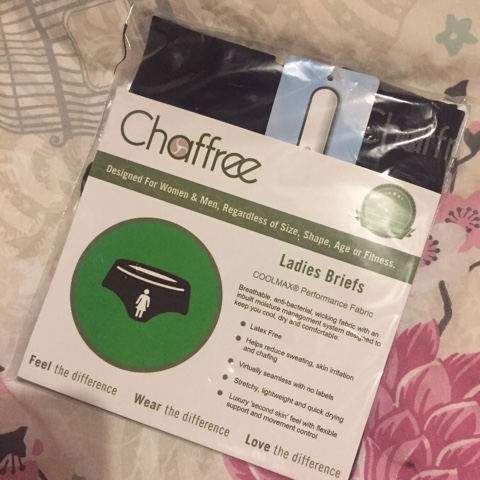 Chaffree
Designed For Women & Men, Regardless of Size, Shape, Age or Fitness.
Ladies Briefs
COOLMAX® Performance Fabric
Breathable, anti-bacterial, wicking fabric with an
inbuilt moisture management system designed to
keep you cool, dry and comfortable.
Latex Free
Helps reduce sweating, skin irritation
and chafing
Virtually seamless with no labels
Stretchy, lightweight and quick drying
Luxury 'second skin' feel with flexible
support and movement control
Feel the difference
Wear the difference
Love the difference